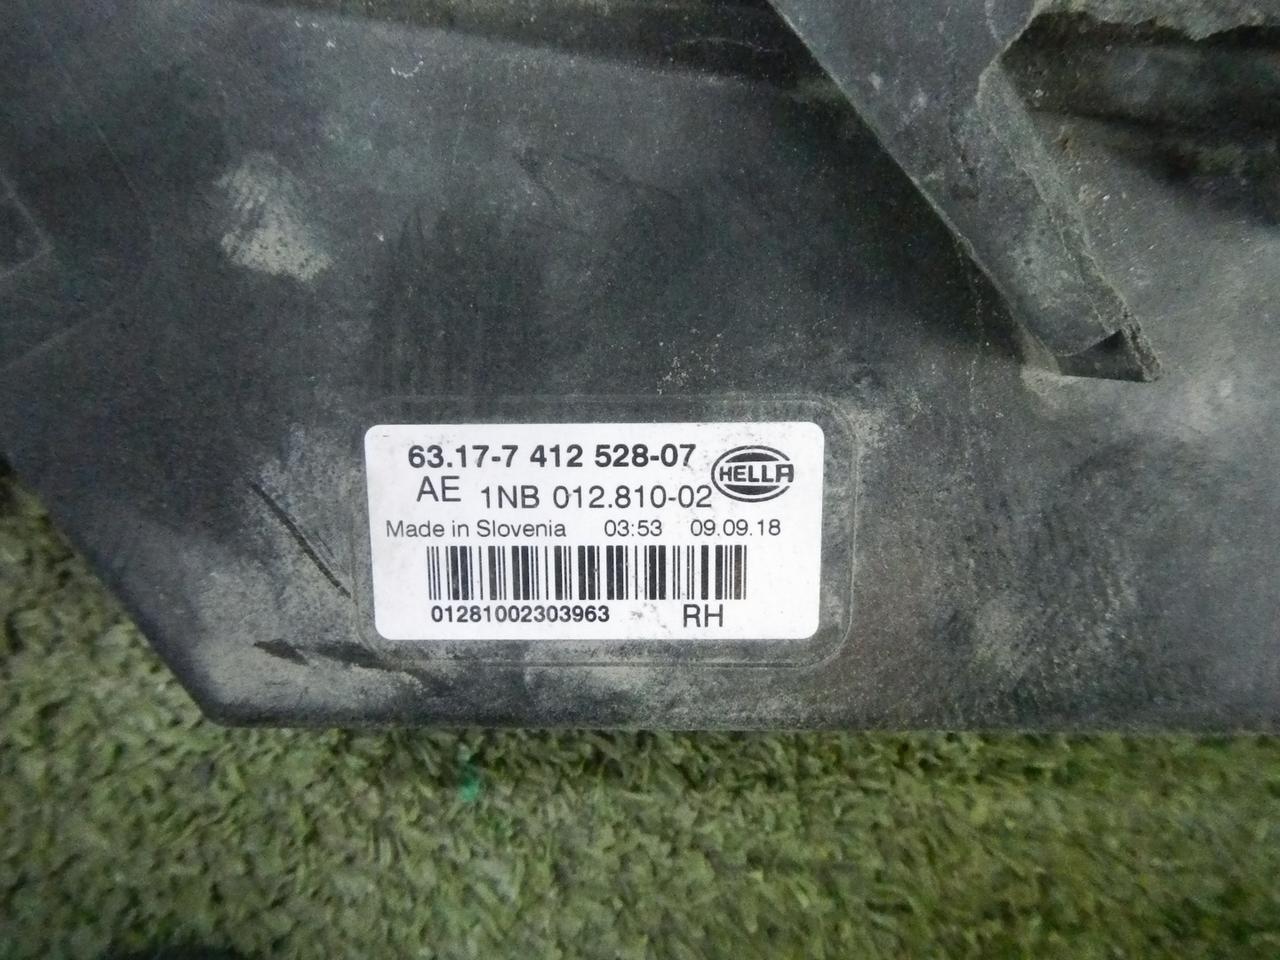 63.17-7 412 528-07
HELLA
AE 1NB 012.810-02
Made in Slovenia 03:53 09.09.18
01281002303963 RH